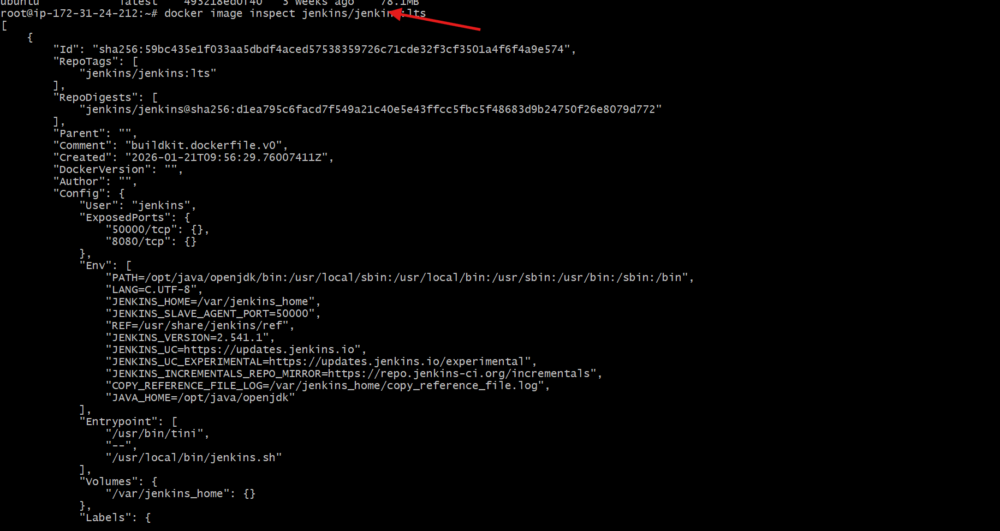 ubuntu latest 493218ed0f40 3 weeks ago 78.1MB
root@ip-172-31-24-212:~# docker image inspect jenkins/jenkins:lts
[
    {
        "Id": "sha256:59bc435e1f033aa5dbdf4aced57538359726c71cde32f3cf3501a4f6f4a9e574",
        "RepoTags": [
            "jenkins/jenkins:lts"
        ],
        "RepoDigests": [
            "jenkins/jenkins@sha256:d1ea795c6facd7f549a21c40e5e43ffcc5fbc5f48683d9b24750f26e8079d772"
        ],
        "Parent": "",
        "Comment": "buildkit.dockerfile.v0",
        "Created": "2026-01-21T09:56:29.76007411Z",
        "DockerVersion": "",
        "Author": "",
        "Config": {
            "User": "jenkins",
            "ExposedPorts": {
                "50000/tcp": {},
                "8080/tcp": {}
            },
            "Env": [
                "PATH=/opt/java/openjdk/bin:/usr/local/sbin:/usr/local/bin:/usr/sbin:/usr/bin:/sbin:/bin",
                "LANG=C.UTF-8",
                "JENKINS_HOME=/var/jenkins_home",
                "JENKINS_SLAVE_AGENT_PORT=50000",
                "REF=/usr/share/jenkins/ref",
                "JENKINS_VERSION=2.541.1",
                "JENKINS_UC=https://updates.jenkins.io",
                "JENKINS_UC_EXPERIMENTAL=https://updates.jenkins.io/experimental",
                "JENKINS_INCREMENTALS_REPO_MIRROR=https://repo.jenkins-ci.org/incrementals",
                "COPY_REFERENCE_FILE_LOG=/var/jenkins_home/copy_reference_file.log",
                "JAVA_HOME=/opt/java/openjdk"
            ],
            "Entrypoint": [
                "/usr/bin/tini",
                "--",
                "/usr/local/bin/jenkins.sh"
            ],
            "Volumes": {
                "/var/jenkins_home": {}
            },
            "Labels": {